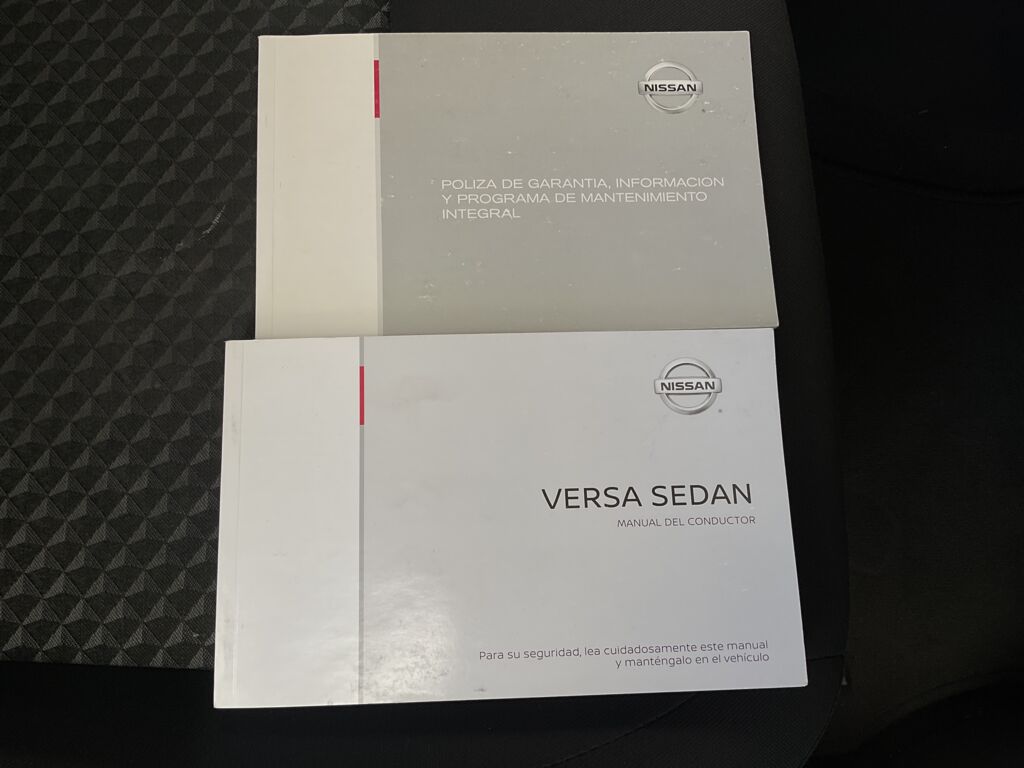 NISSAN
POLIZA DE GARANTIA, INFORMACION
Y PROGRAMA DE MANTENIMIENTO
INTEGRAL
NISSAN
VERSA SEDAN
MANUAL DEL CONDUCTOR
Para su seguridad, lea cuidadosamente este manual
y manténgalo en el vehículo